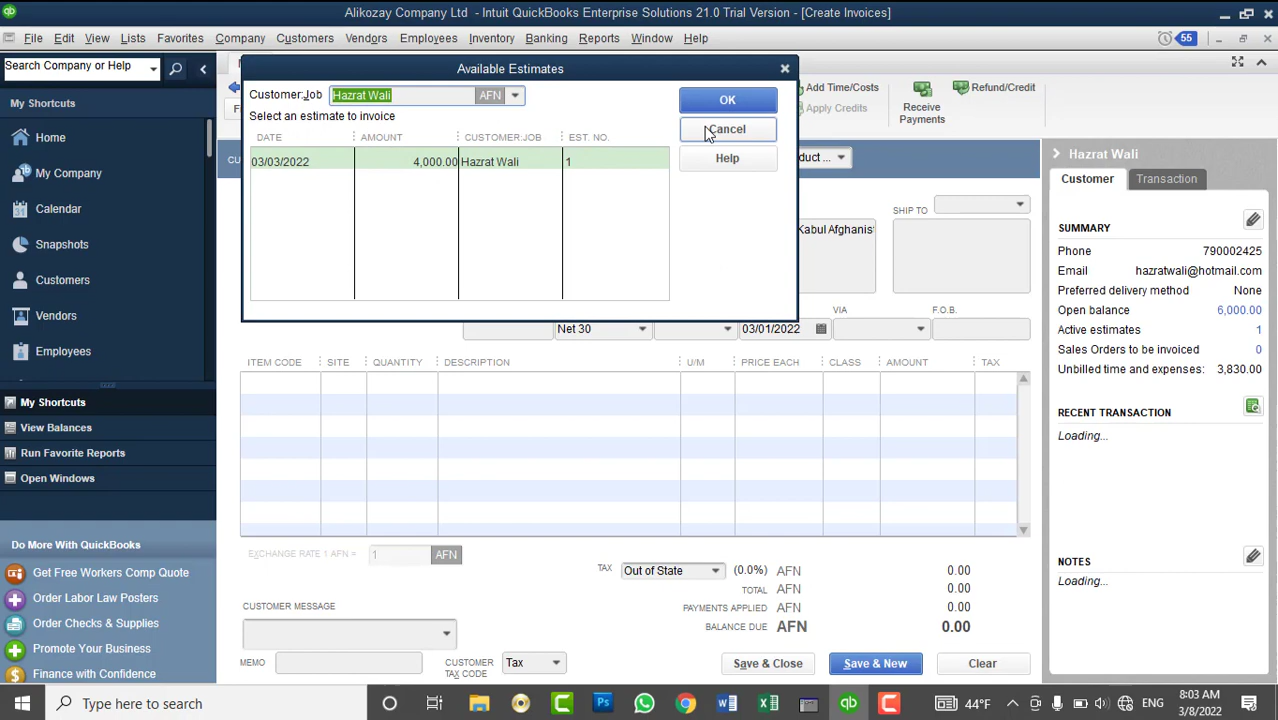 Alikozay Company Ltd - Intuit QuickBooks Enterprise Solutions 21.0 Trial Version - [Create Invoices]
File Edit View Lists Favorites Company Customers Vendors Employees Inventory Banking Reports Window Help 55
Search Company or Help
My Shortcuts
Home
My Company
Calendar
Snapshots
Customers
Vendors
Employees
My Shortcuts
View Balances
Run Favorite Reports
Open Windows
Do More With QuickBooks
Get Free Workers Comp Quote
Order Labor Law Posters
Order Checks & Supplies
Promote Your Business
Finance with Confidence
Available Estimates
Customer:Job Hazrat Wali AFN
Select an estimate to invoice
DATE AMOUNT CUSTOMER:JOB EST. NO.
03/03/2022 4,000.00 Hazrat Wali 1
OK
Cancel
Help
Add Time/Costs
Apply Credits
Receive
Payments
Refund/Credit
duct ...
SHIP TO
Kabul Afghanist
VIA F.O.B.
Net 30 03/01/2022
ITEM CODE SITE QUANTITY DESCRIPTION U/M PRICE EACH CLASS AMOUNT TAX
EXCHANGE RATE 1 AFN = 1 AFN
TAX Out of State (0.0%) AFN 0.00
TOTAL AFN 0.00
PAYMENTS APPLIED AFN 0.00
BALANCE DUE AFN 0.00
CUSTOMER MESSAGE
MEMO
CUSTOMER
TAX CODE
Tax
Save & Close Save & New Clear
Hazrat Wali
Customer Transaction
SUMMARY
Phone 790002425
Email hazratwali@hotmail.com
Preferred delivery method None
Open balance 6,000.00
Active estimates 1
Sales Orders to be invoiced 0
Unbilled time and expenses: 3,830.00
RECENT TRANSACTION
Loading...
NOTES
Loading...
Type here to search
44°F
ENG
8:03 AM
3/8/2022